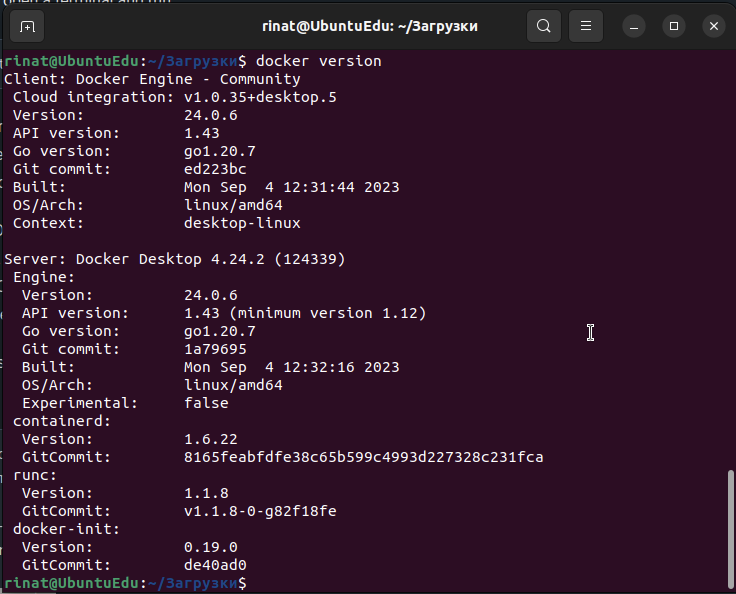 rinat@UbuntuEdu: ~/Загрузки
rinat@UbuntuEdu:~/Загрузки$ docker version
Client: Docker Engine - Community
 Cloud integration: v1.0.35+desktop.5
 Version:           24.0.6
 API version:       1.43
 Go version:        go1.20.7
 Git commit:        ed223bc
 Built:             Mon Sep  4 12:31:44 2023
 OS/Arch:           linux/amd64
 Context:           desktop-linux

Server: Docker Desktop 4.24.2 (124339)
 Engine:
  Version:          24.0.6
  API version:      1.43 (minimum version 1.12)
  Go version:       go1.20.7
  Git commit:       1a79695
  Built:            Mon Sep  4 12:32:16 2023
  OS/Arch:          linux/amd64
  Experimental:     false
 containerd:
  Version:          1.6.22
  GitCommit:        8165feabfdfe38c65b599c4993d227328c231fca
 runc:
  Version:          1.1.8
  GitCommit:        v1.1.8-0-g82f18fe
 docker-init:
  Version:          0.19.0
  GitCommit:        de40ad0
rinat@UbuntuEdu:~/Загрузки$